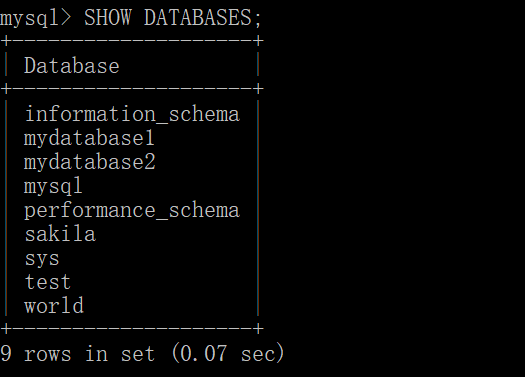 mysql> SHOW DATABASES;
+--------------------+
| Database           |
+--------------------+
| information_schema |
| mydatabase1        |
| mydatabase2        |
| mysql              |
| performance_schema |
| sakila             |
| sys                |
| test               |
| world              |
+--------------------+
9 rows in set (0.07 sec)